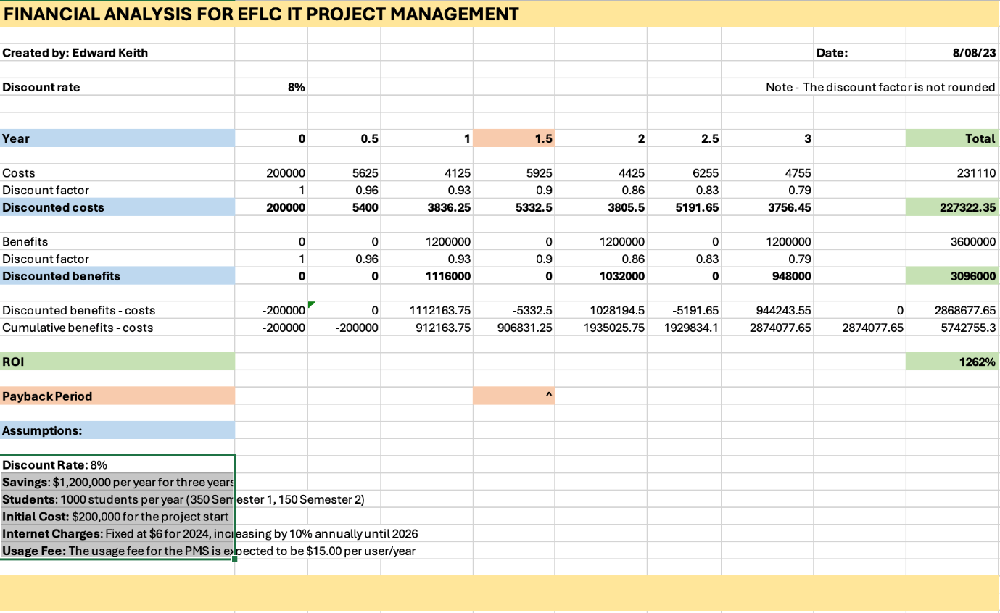 FINANCIAL ANALYSIS FOR EFLC IT PROJECT MANAGEMENT
Created by: Edward Keith Date: 8/08/23
Discount rate 8% Note - The discount factor is not rounded
Year 0 0.5 1 1.5 2 2.5 3 Total
Costs 200000 5625 4125 5925 4425 6255 4755 231110
Discount factor 1 0.96 0.93 0.9 0.86 0.83 0.79
Discounted costs 200000 5400 3836.25 5332.5 3805.5 5191.65 3756.45 227322.35
Benefits 0 0 1200000 0 1200000 0 1200000 3600000
Discount factor 1 0.96 0.93 0.9 0.86 0.83 0.79
Discounted benefits 0 0 1116000 0 1032000 0 948000 3096000
Discounted benefits - costs -200000 0 1112163.75 -5332.5 1028194.5 -5191.65 944243.55 0 2868677.65
Cumulative benefits - costs -200000 -200000 912163.75 906831.25 1935025.75 1929834.1 2874077.65 2874077.65 5742755.3
ROI 1262%
Payback Period ^
Assumptions:
Discount Rate: 8%
Savings: $1,200,000 per year for three years
Students: 1000 students per year (350 Semester 1, 150 Semester 2)
Initial Cost: $200,000 for the project start
Internet Charges: Fixed at $6 for 2024, increasing by 10% annually until 2026
Usage Fee: The usage fee for the PMS is expected to be $15.00 per user/year